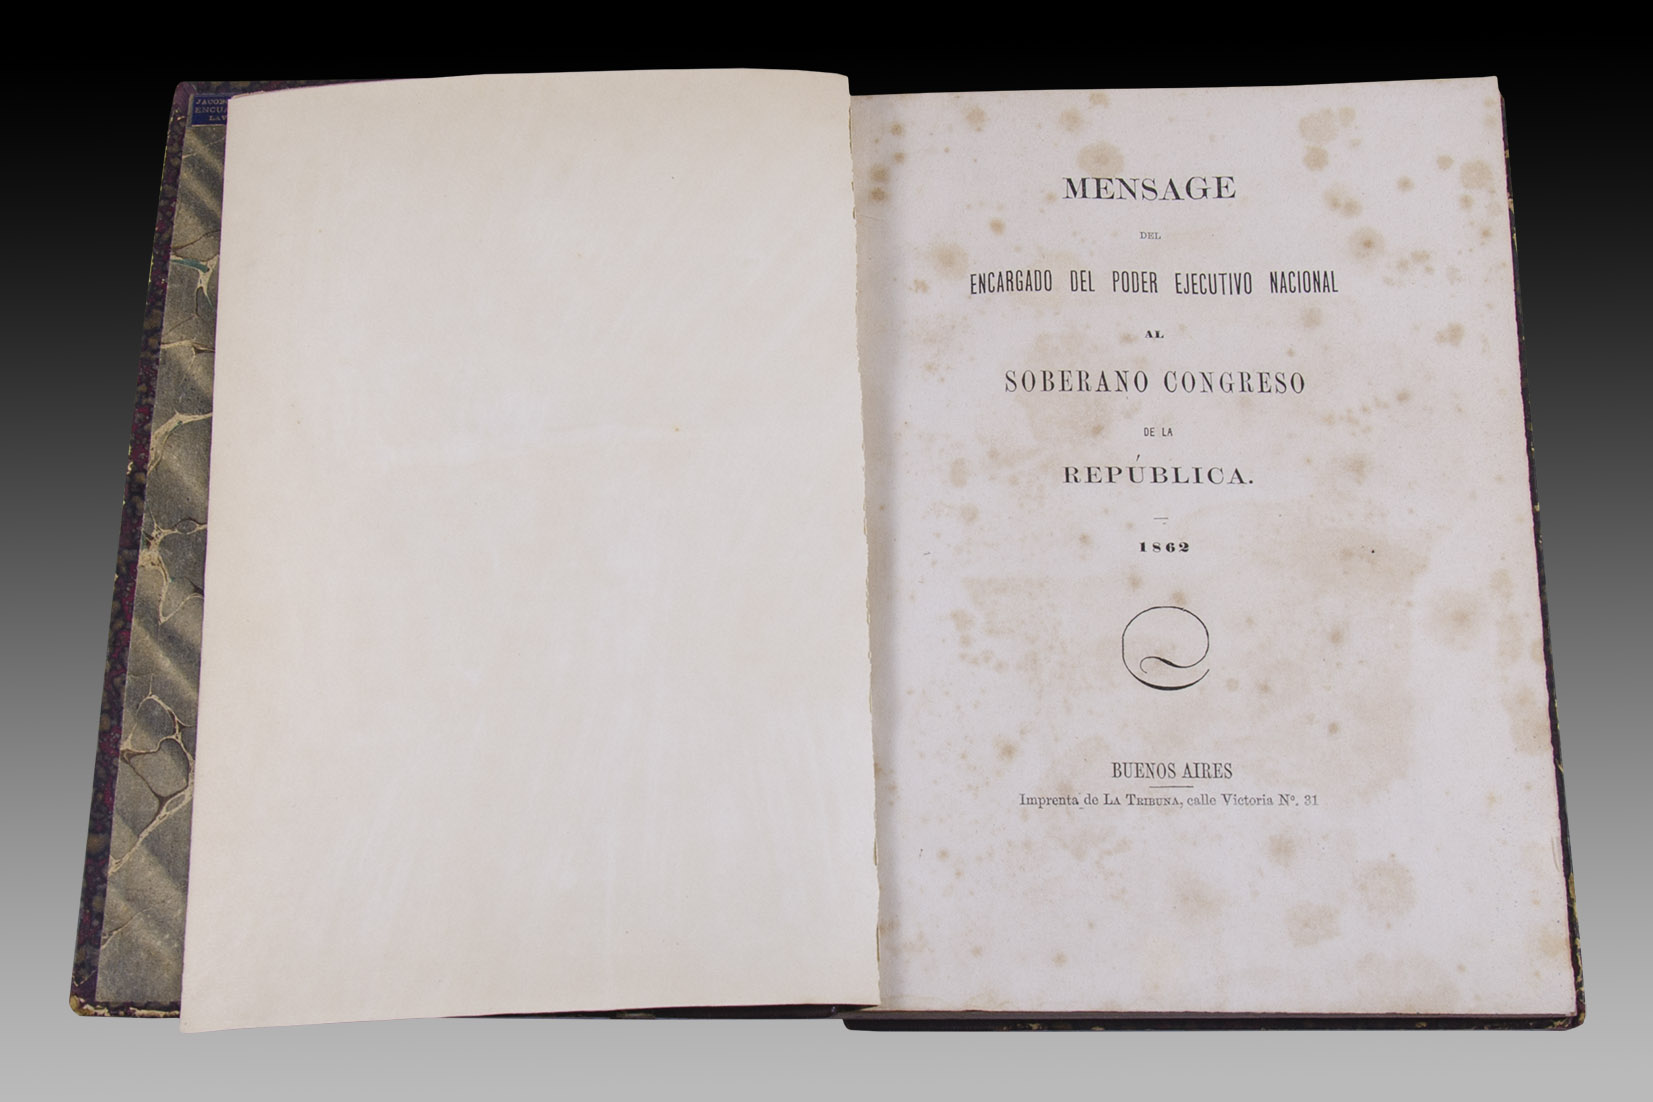 MENSAGE
DEL
ENCARGADO DEL PODER EJECUTIVO NACIONAL
AL
SOBERANO CONGRESO
DE LA
REPÚBLICA.
1862
BUENOS AIRES
Imprenta de LA TRIBUNA, calle Victoria Nº. 31